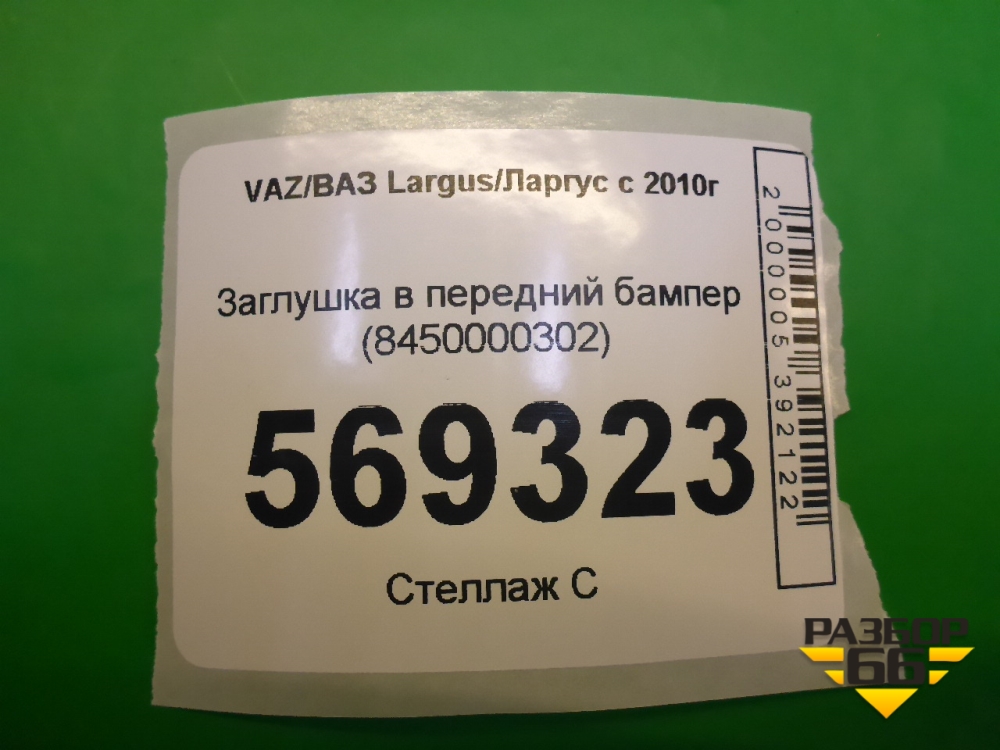 VAZ/ВАЗ Largus/Ларгус с 2010г
Заглушка в передний бампер
(8450000302)
569323
Стеллаж С
2000005392122
РАЗБОР
66